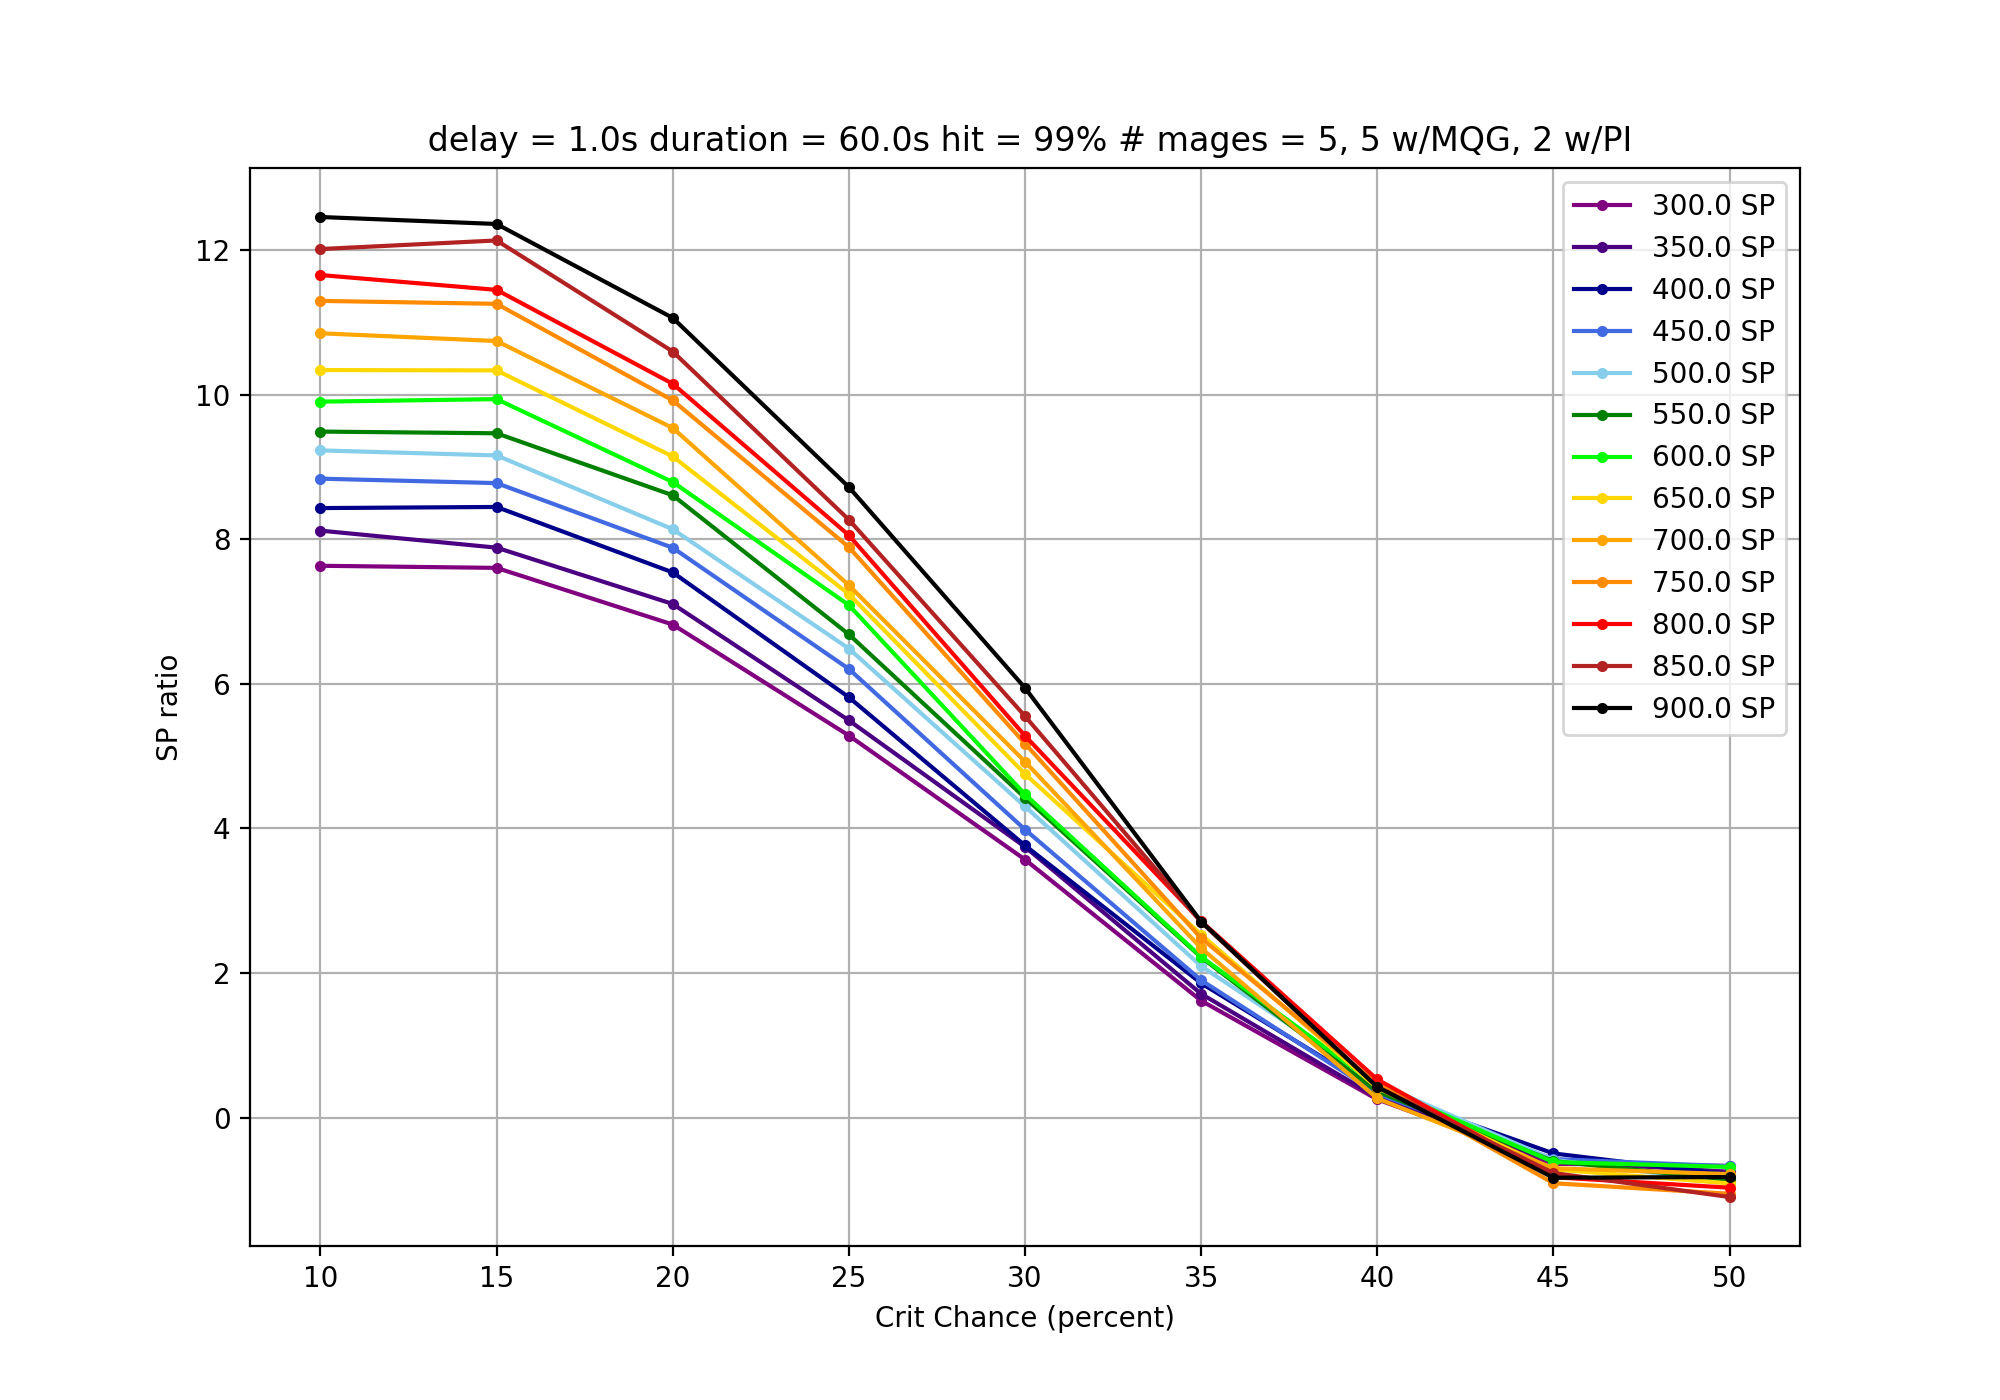 delay = 1.0s duration = 60.0s hit = 99% # mages = 5, 5 w/MQG, 2 w/PI
300.0 SP
350.0 SP
400.0 SP
450.0 SP
500.0 SP
550.0 SP
600.0 SP
650.0 SP
700.0 SP
750.0 SP
800.0 SP
850.0 SP
900.0 SP
12
10
8
6
4
2
0
SP ratio
10 15 20 25 30 35 40 45 50
Crit Chance (percent)